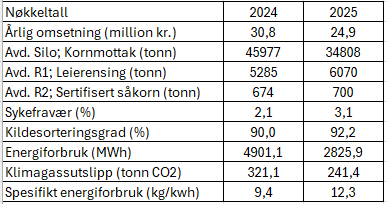 Nøkkeltall 2024 2025
Årlig omsetning (million kr.) 30,8 24,9
Avd. Silo; Kornmottak (tonn) 45977 34808
Avd. R1; Leierensing (tonn) 5285 6070
Avd. R2; Sertifisert såkorn (tonn) 674 700
Sykefravær (%) 2,1 3,1
Kildesorteringsgrad (%) 90,0 92,2
Energiforbruk (MWh) 4901,1 2825,9
Klimagassutslipp (tonn CO2) 321,1 241,4
Spesifikt energiforbruk (kg/kwh) 9,4 12,3